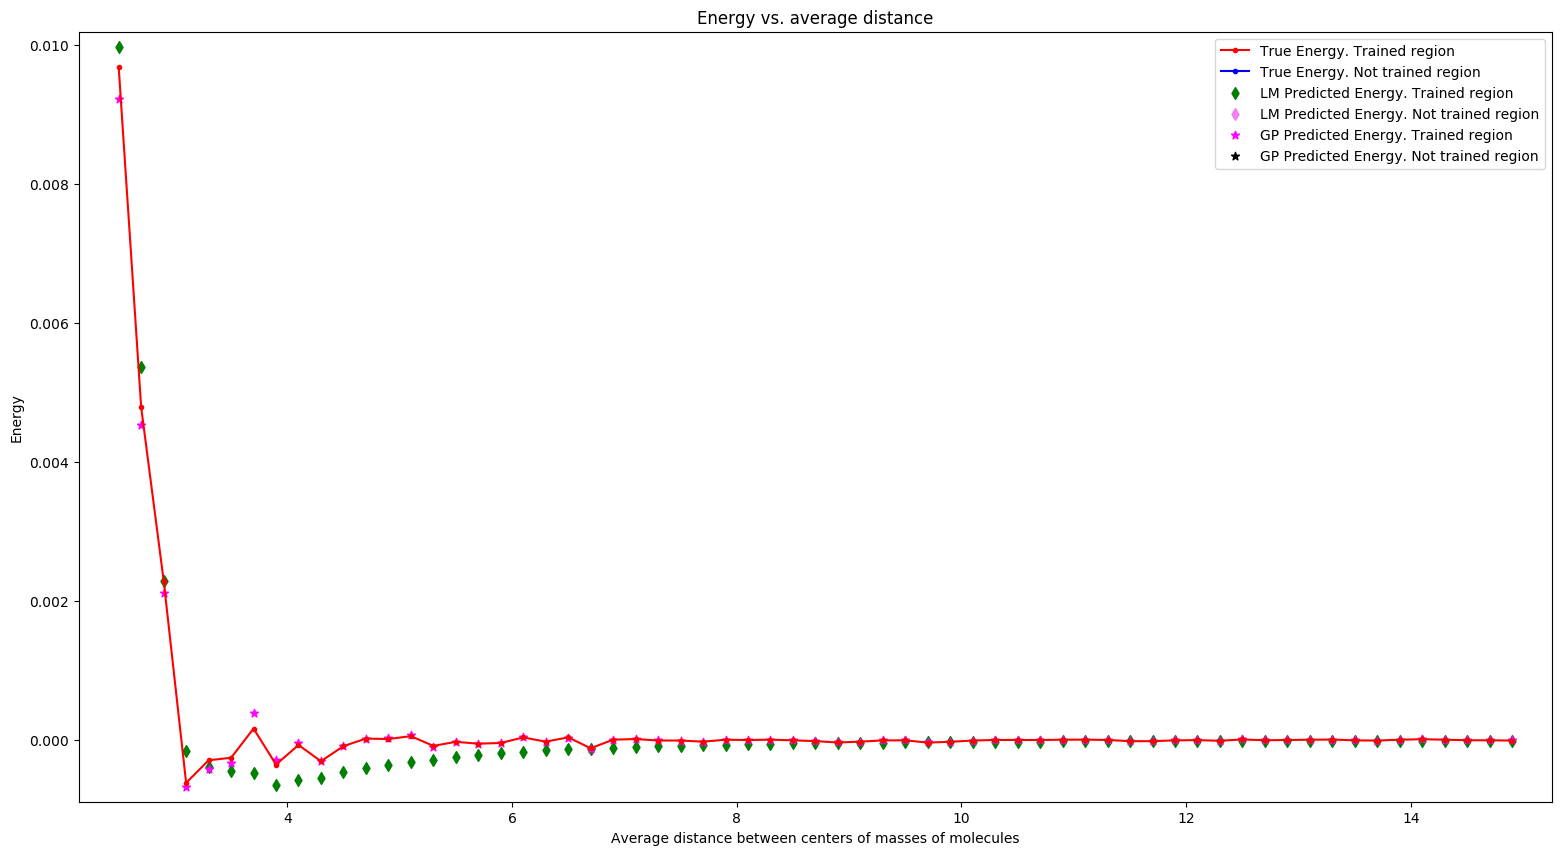 Energy vs. average distance
True Energy. Trained region
True Energy. Not trained region
LM Predicted Energy. Trained region
LM Predicted Energy. Not trained region
GP Predicted Energy. Trained region
GP Predicted Energy. Not trained region
Energy
0.010
0.008
0.006
0.004
0.002
0.000
4 6 8 10 12 14
Average distance between centers of masses of molecules